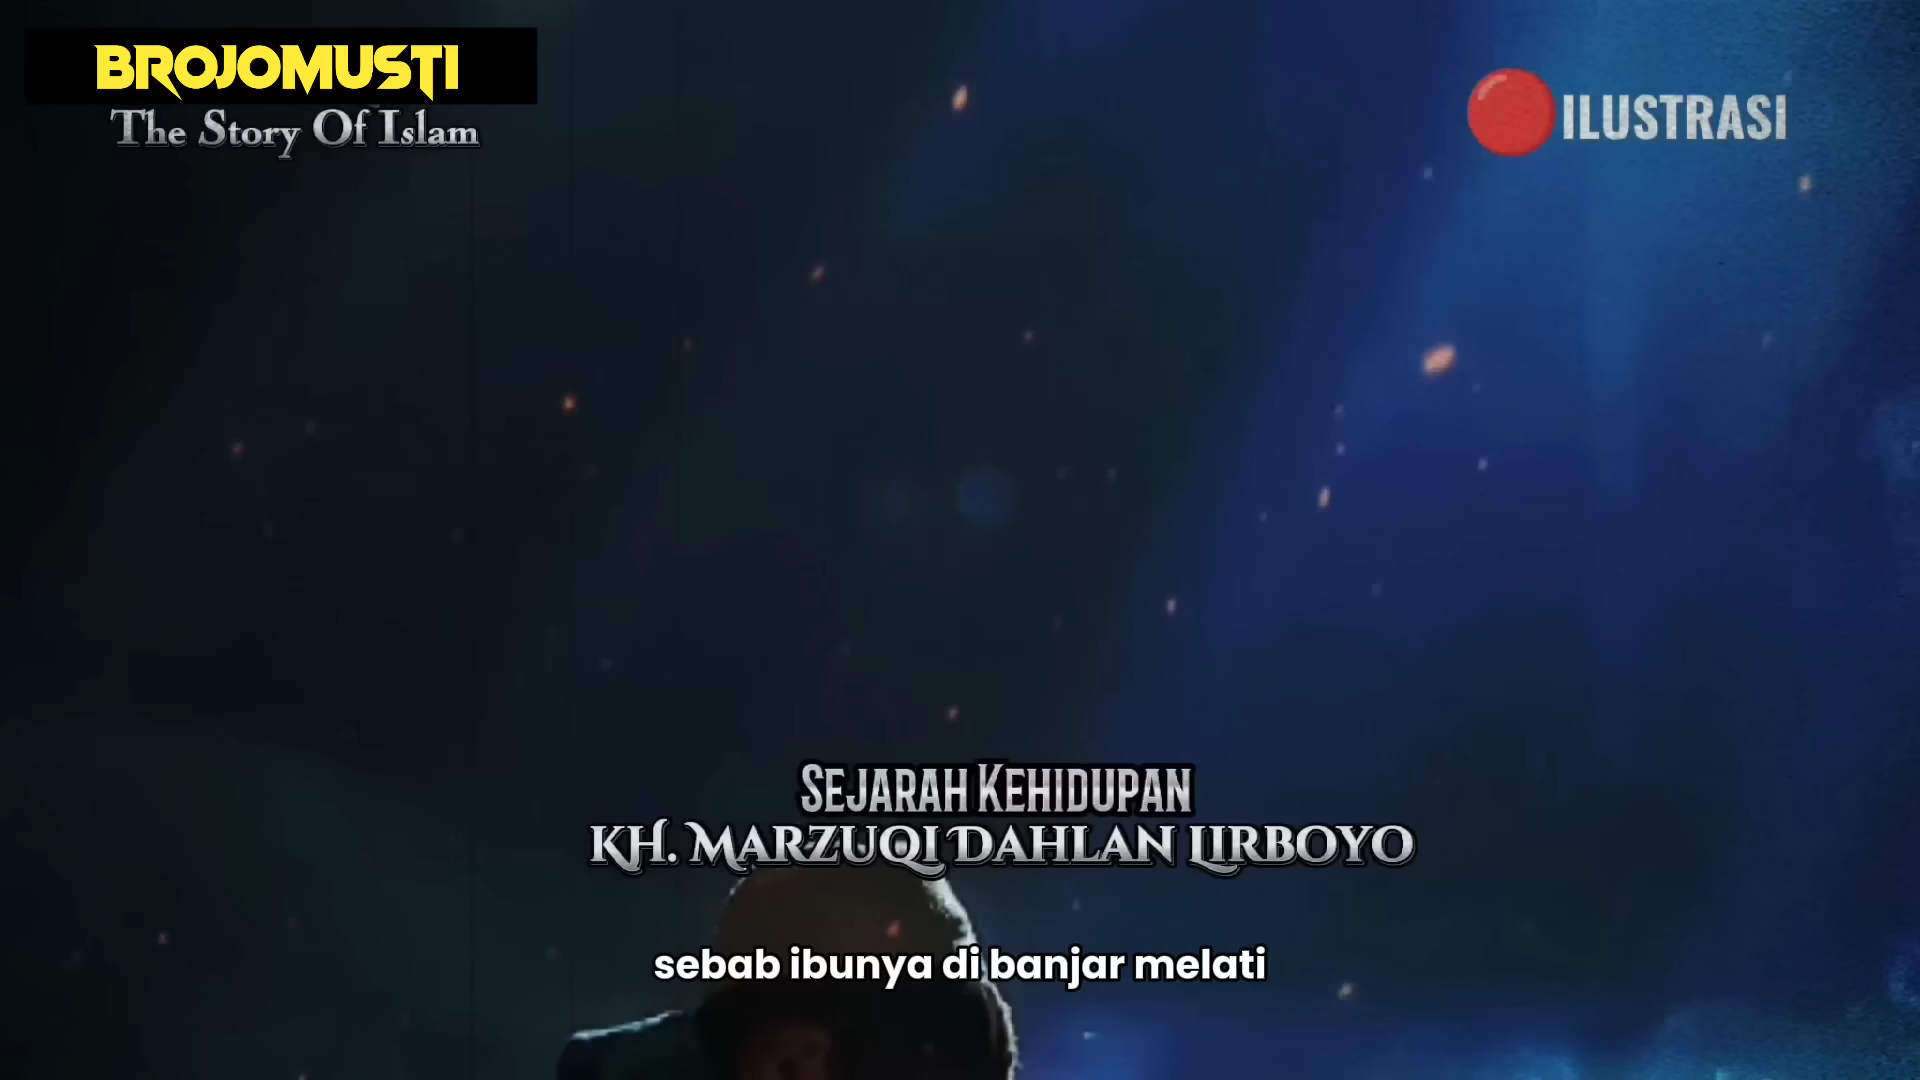 BROJOMUSTI
The Story Of Islam
ILUSTRASI
SEJARAH KEHIDUPAN
KH. MARZUQI DAHLAN LIRBOYO
sebab ibunya di banjar melati